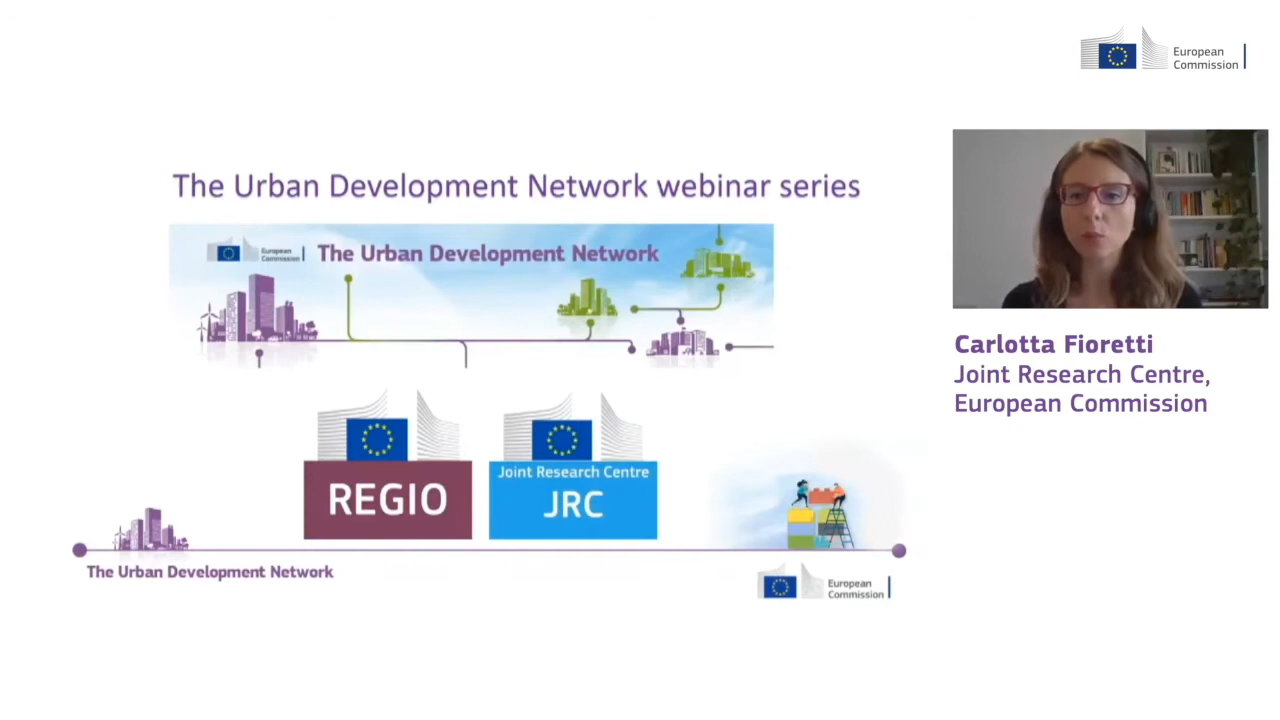 European
Commission
The Urban Development Network webinar series
European
Commission
The Urban Development Network
Carlotta Fioretti
Joint Research Centre,
European Commission
REGIO
Joint Research Centre
JRC
The Urban Development Network
European
Commission